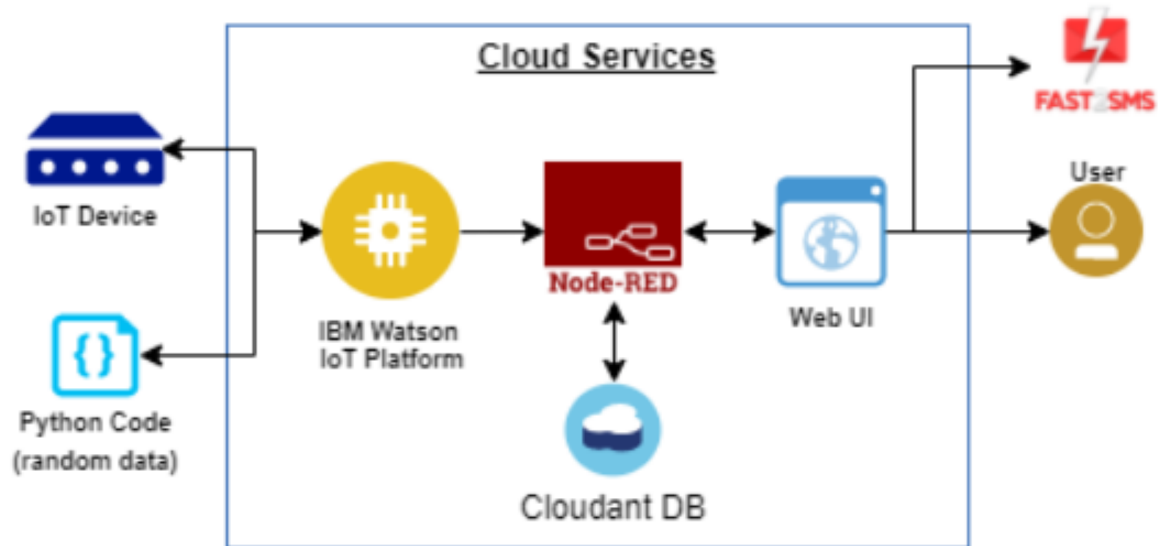 Cloud Services
FAST2SMS
IoT Device
User
Node-RED
IBM Watson
IoT Platform
Web UI
Python Code
(random data)
Cloudant DB